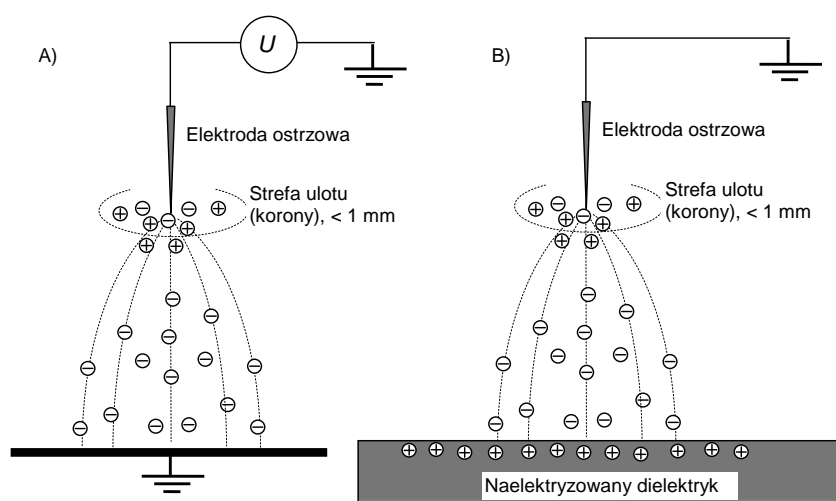 A)
U
Elektroda ostrzowa
Strefa ulotu
(korony), < 1 mm
B)
Elektroda ostrzowa
Strefa ulotu
(korony), < 1 mm
Naelektryzowany dielektryk